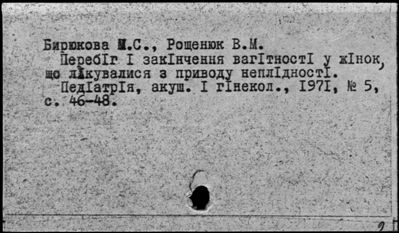 Бирюкова М.С., Рощенюк В.М.
Перебіг і закінчення вагітності у жінок,
що лікувалися з приводу неплідності.
Педіатрія, акуш. і гінекол., 1971, № 5,
с. 46-48.